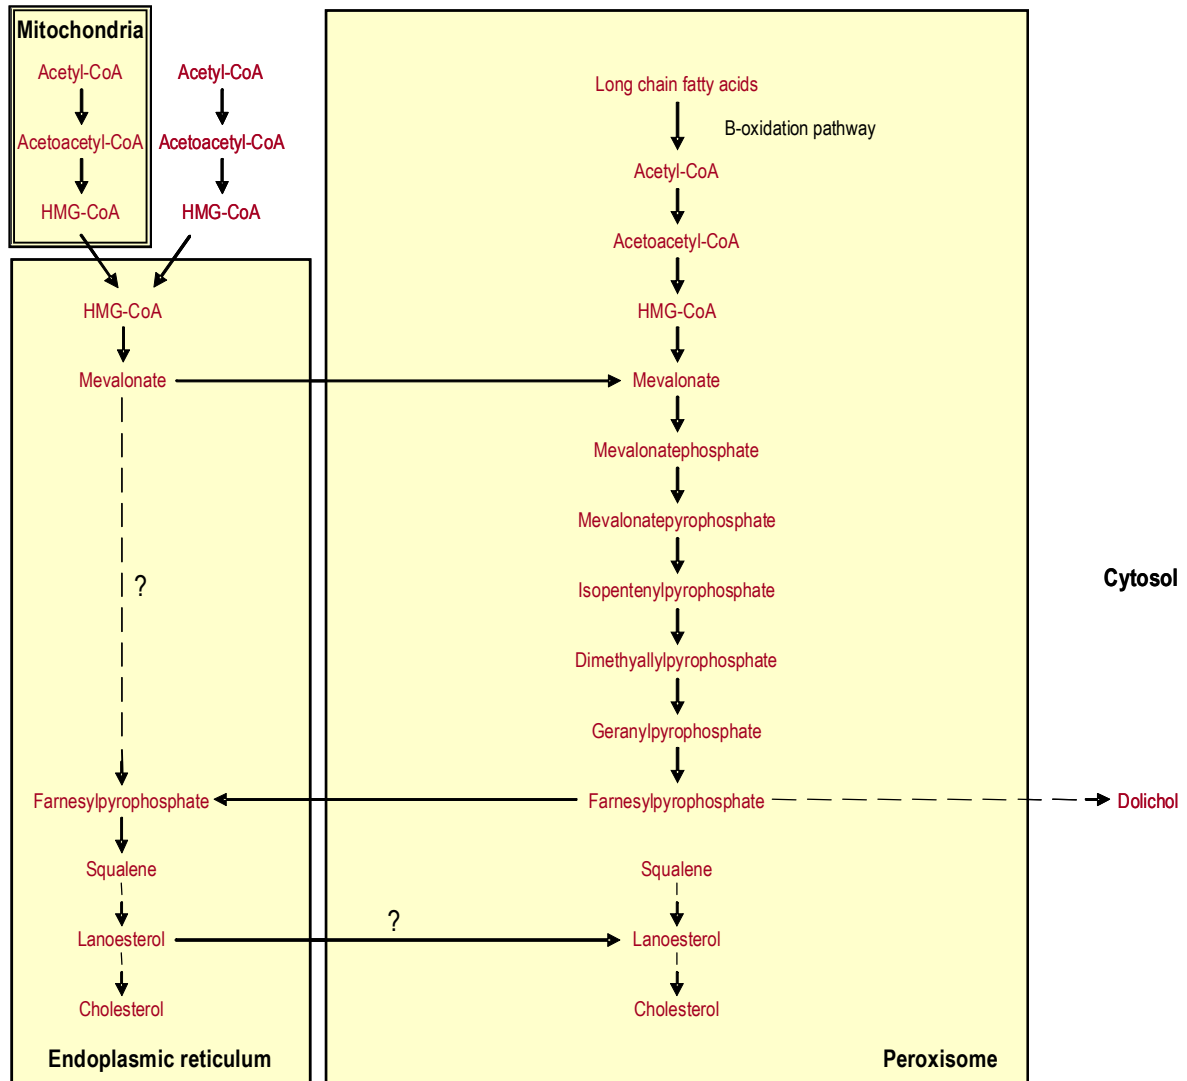 Mitochondria
Acetyl-CoA
Acetoacetyl-CoA
HMG-CoA
Acetyl-CoA
Acetoacetyl-CoA
HMG-CoA
HMG-CoA
Mevalonate
?
Farnesylpyrophosphate
Squalene
Lanoesterol
Cholesterol
Endoplasmic reticulum
?
Long chain fatty acids
B-oxidation pathway
Acetyl-CoA
Acetoacetyl-CoA
HMG-CoA
Mevalonate
Mevalonatephosphate
Mevalonatepyrophosphate
Isopentenylpyrophosphate
Dimethyallylpyrophosphate
Geranylpyrophosphate
Farnesylpyrophosphate
Squalene
Lanoesterol
Cholesterol
Peroxisome
Cytosol
Dolichol